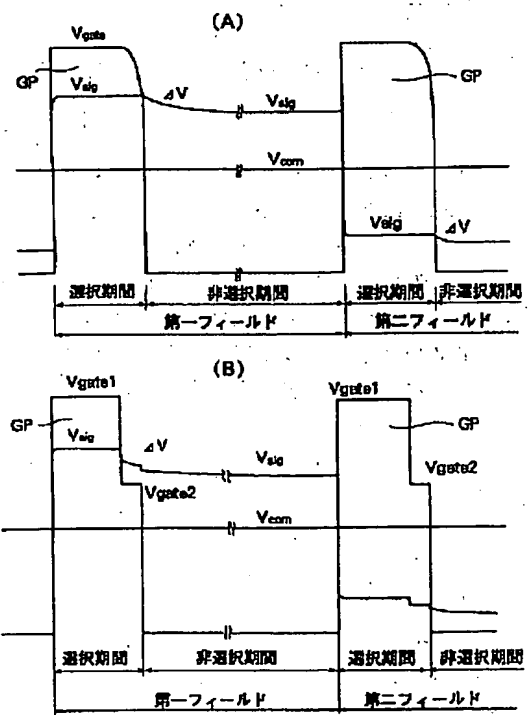 (A)
Vgate
GP
GP
Vsig
ΔV
Vsig
Vcom
Vsig
ΔV
選択期間
非選択期間
選択期間
非選択期間
第一フィールド
第二フィールド
(B)
Vgate1
Vgate1
GP
GP
Vsig
ΔV
Vsig
Vgate2
Vgate2
Vcom
選択期間
非選択期間
選択期間
非選択期間
第一フィールド
第二フィールド